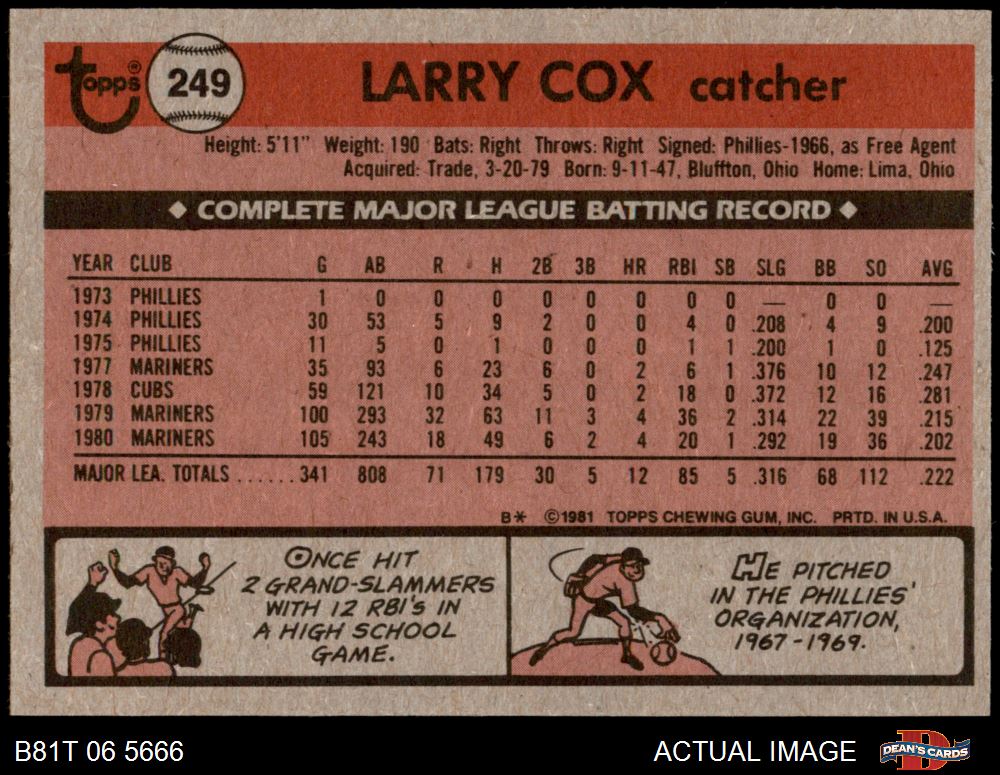 topps® 249 LARRY COX catcher
Height: 5'11" Weight: 190 Bats: Right Throws: Right Signed: Phillies-1966, as Free Agent
Acquired: Trade, 3-20-79 Born: 9-11-47, Bluffton, Ohio Home: Lima, Ohio
◆ COMPLETE MAJOR LEAGUE BATTING RECORD ◆
YEAR CLUB G AB R H 2B 3B HR RBI SB SLG BB SO AVG
1973 PHILLIES 1 0 0 0 0 0 0 0 0 — 0 0 —
1974 PHILLIES 30 53 5 9 2 0 0 4 0 .208 4 9 .200
1975 PHILLIES 11 5 0 1 0 0 0 1 1 .200 1 0 .125
1977 MARINERS 35 93 6 23 6 0 2 6 1 .376 10 12 .247
1978 CUBS 59 121 10 34 5 0 2 18 0 .372 12 16 .281
1979 MARINERS 100 293 32 63 11 3 4 36 2 .314 22 39 .215
1980 MARINERS 105 243 18 49 6 2 4 20 1 .292 19 36 .202
MAJOR LEA. TOTALS ......341 808 71 179 30 5 12 85 5 .316 68 112 .222
B* ©1981 TOPPS CHEWING GUM, INC. PRTD. IN U.S.A.
ONCE HIT
2 GRAND-SLAMMERS
WITH 12 RBI'S IN
A HIGH SCHOOL
GAME.
HE PITCHED
IN THE PHILLIES'
ORGANIZATION,
1967-1969.
B81T 06 5666 ACTUAL IMAGE DEAN'S CARDS